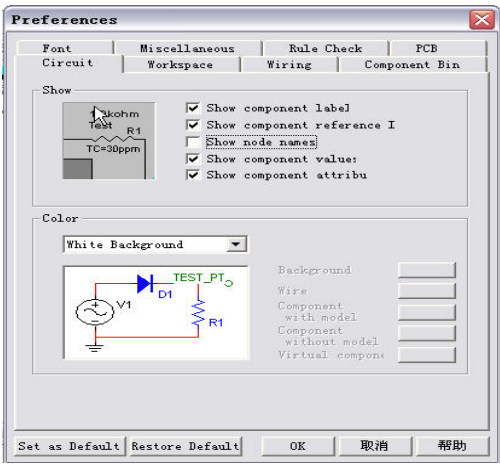 Preferences
Font Miscellaneous Rule Check PCB
Circuit Workspace Wiring Component Bin
Show
Test
R1
TC=30ppm
Show component label
Show component reference I
Show node names
Show component values
Show component attribu
Color
White Background
TEST_PT
D1
V1
R1
Background
Wire
Component
with model
Component
without model
Virtual compone
Set as Default Restore Default OK 取消 帮助